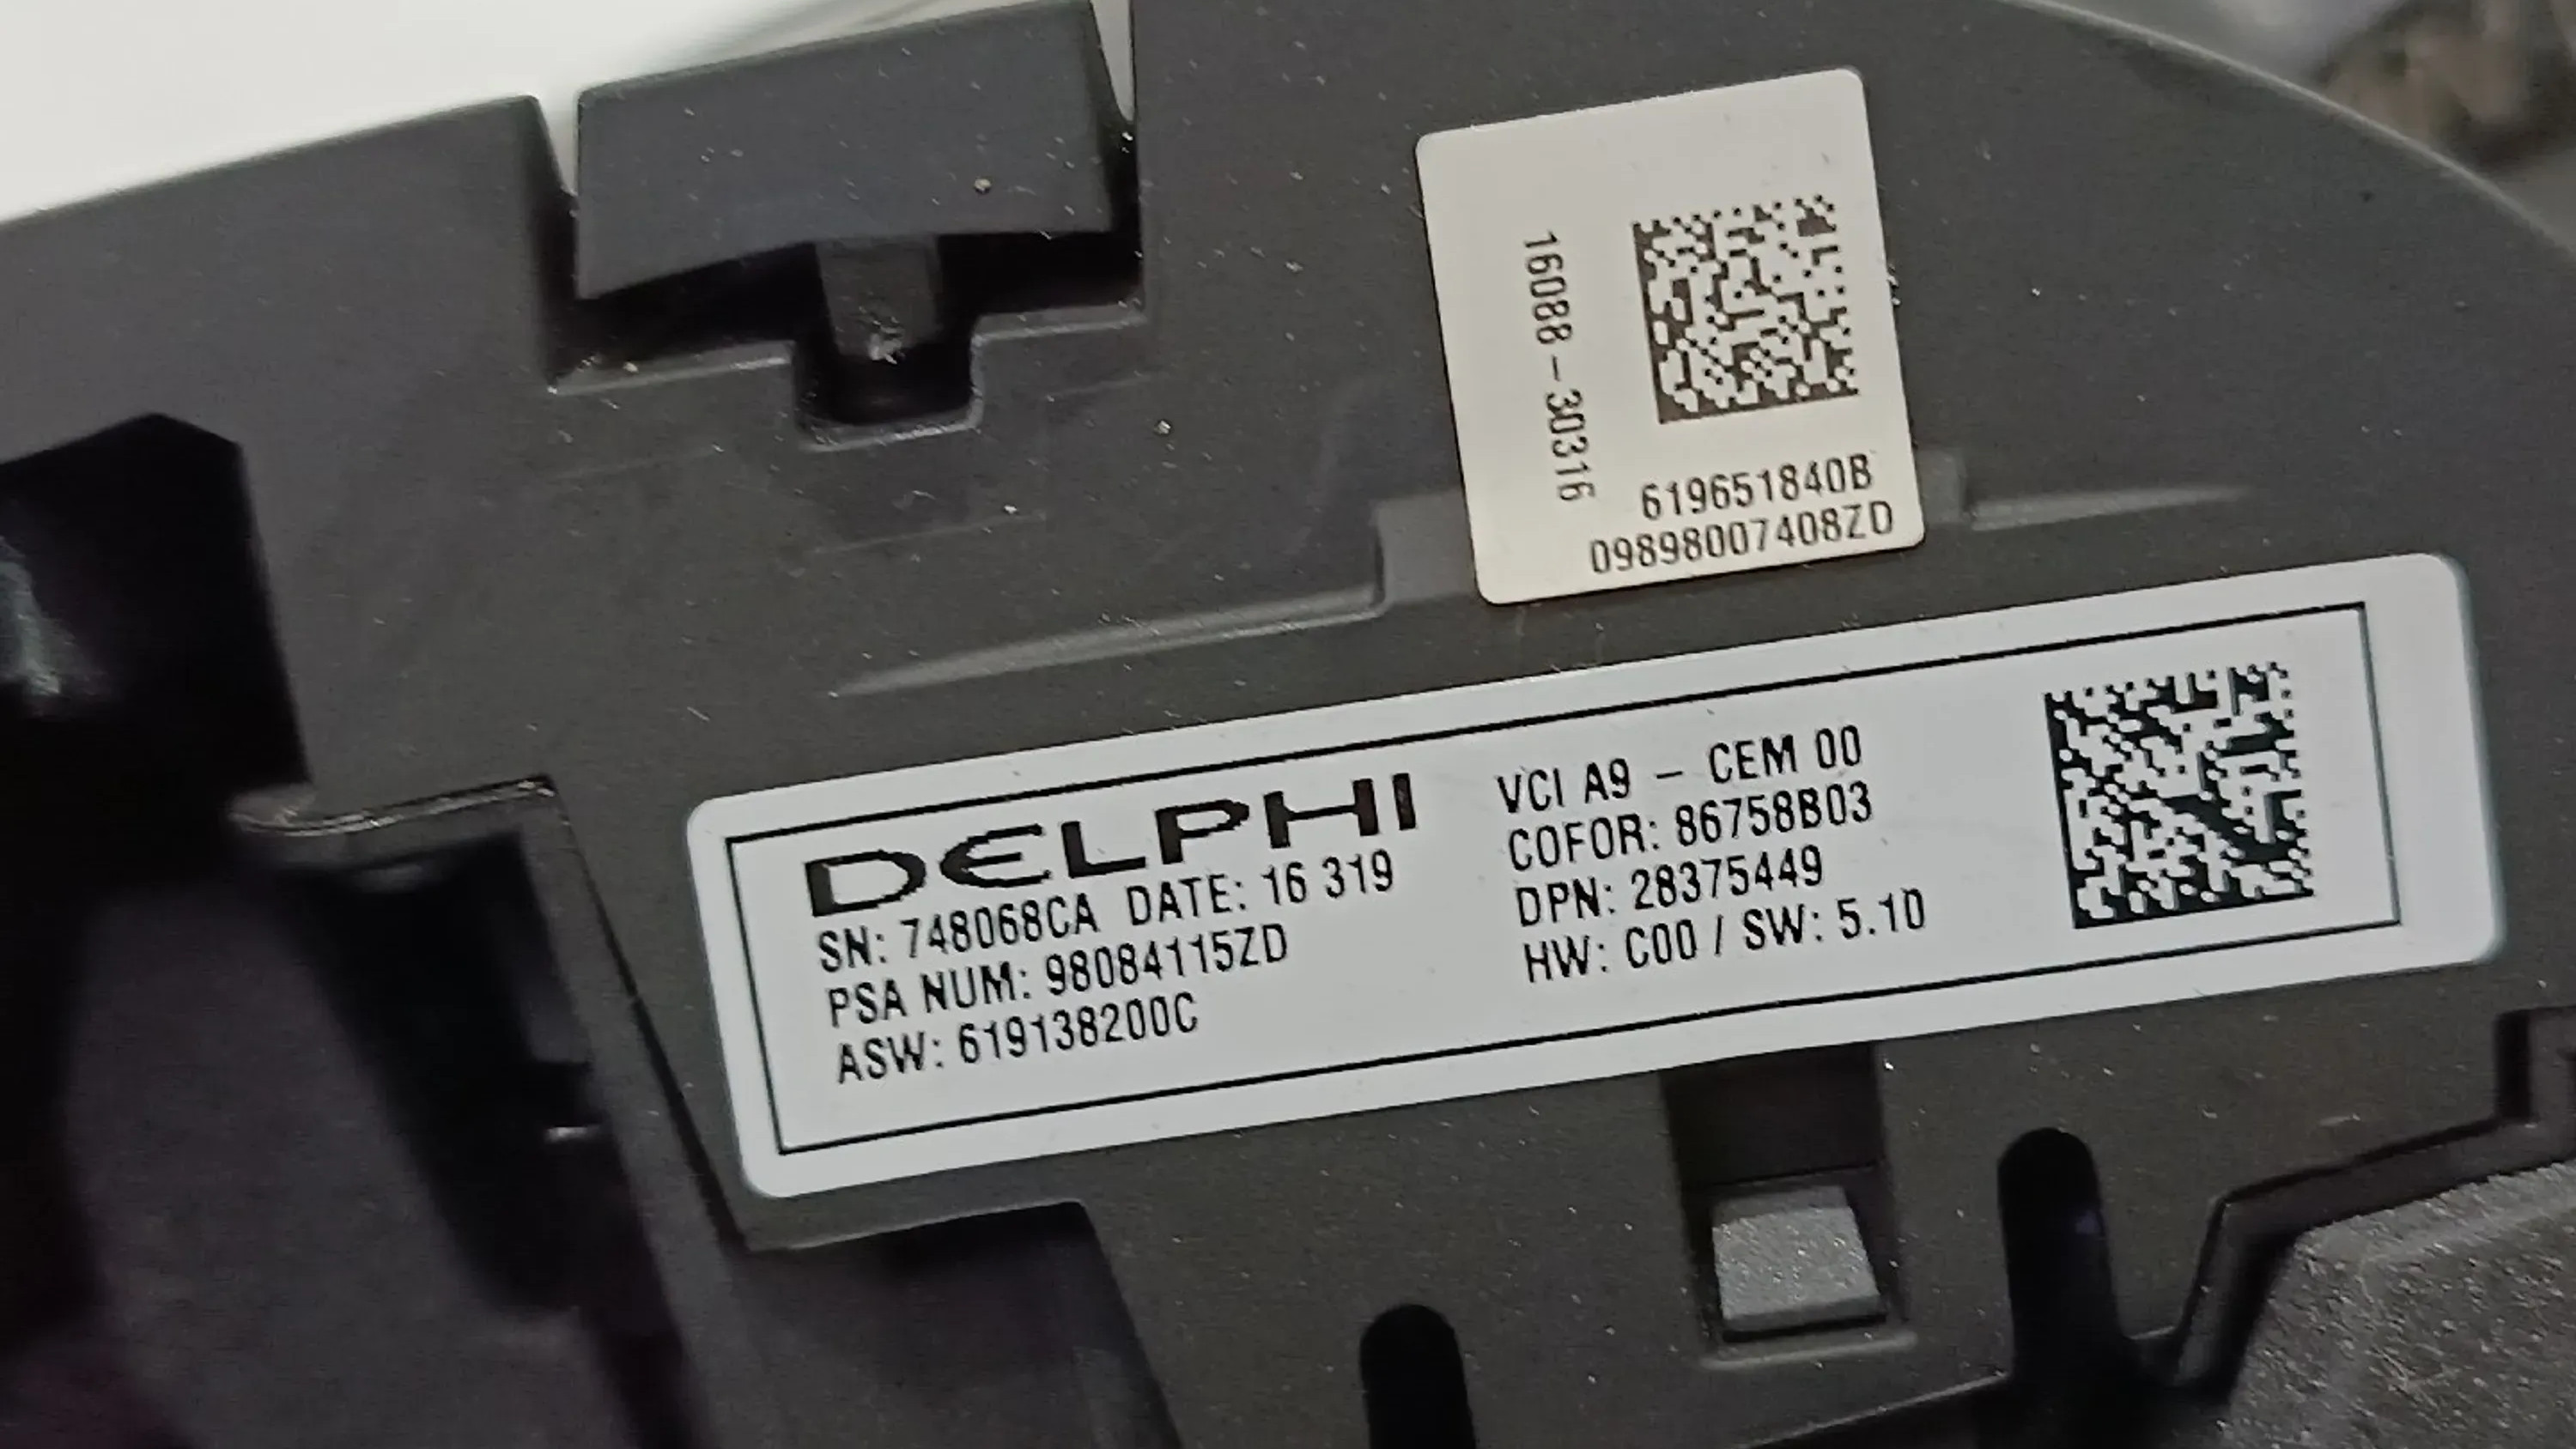 16088-30316
619651840B
09898007408ZD
DELPHI
SN: 748068CA DATE: 16 319
PSA NUM: 98084115ZD
ASW: 619138200C
VCI A9 - CEM 00
COFOR: 86758B03
DPN: 28375449
HW: C00 / SW: 5.10